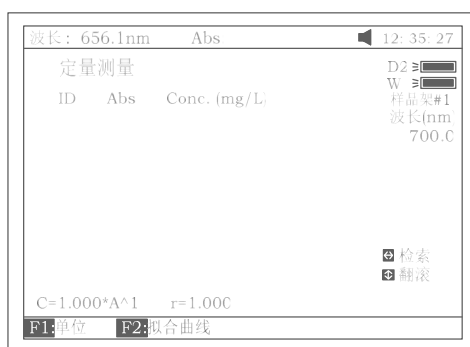 波长: 656.1nm Abs 12: 35: 27
定量测量
D2
W
ID Abs Conc. (mg/L)
样品架#1
波长(nm
700.0
检索
翻滚
C=1.000*A^1 r=1.000
F1:单位 F2:拟合曲线